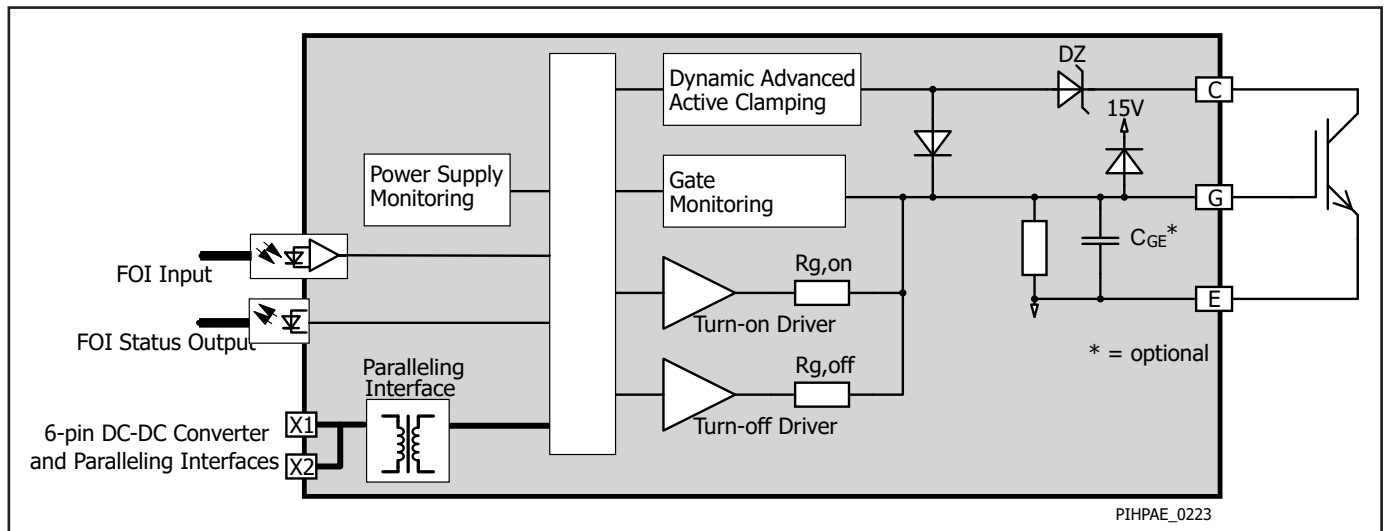 Dynamic Advanced
Active Clamping
DZ
C
15V
Power Supply
Monitoring
Gate
Monitoring
G
CGE*
FOI Input
Rg,on
E
Turn-on Driver
FOI Status Output
* = optional
Paralleling
Interface
Rg,off
X1
6-pin DC-DC Converter
and Paralleling Interfaces
X2
Turn-off Driver
PIHPAE_0223